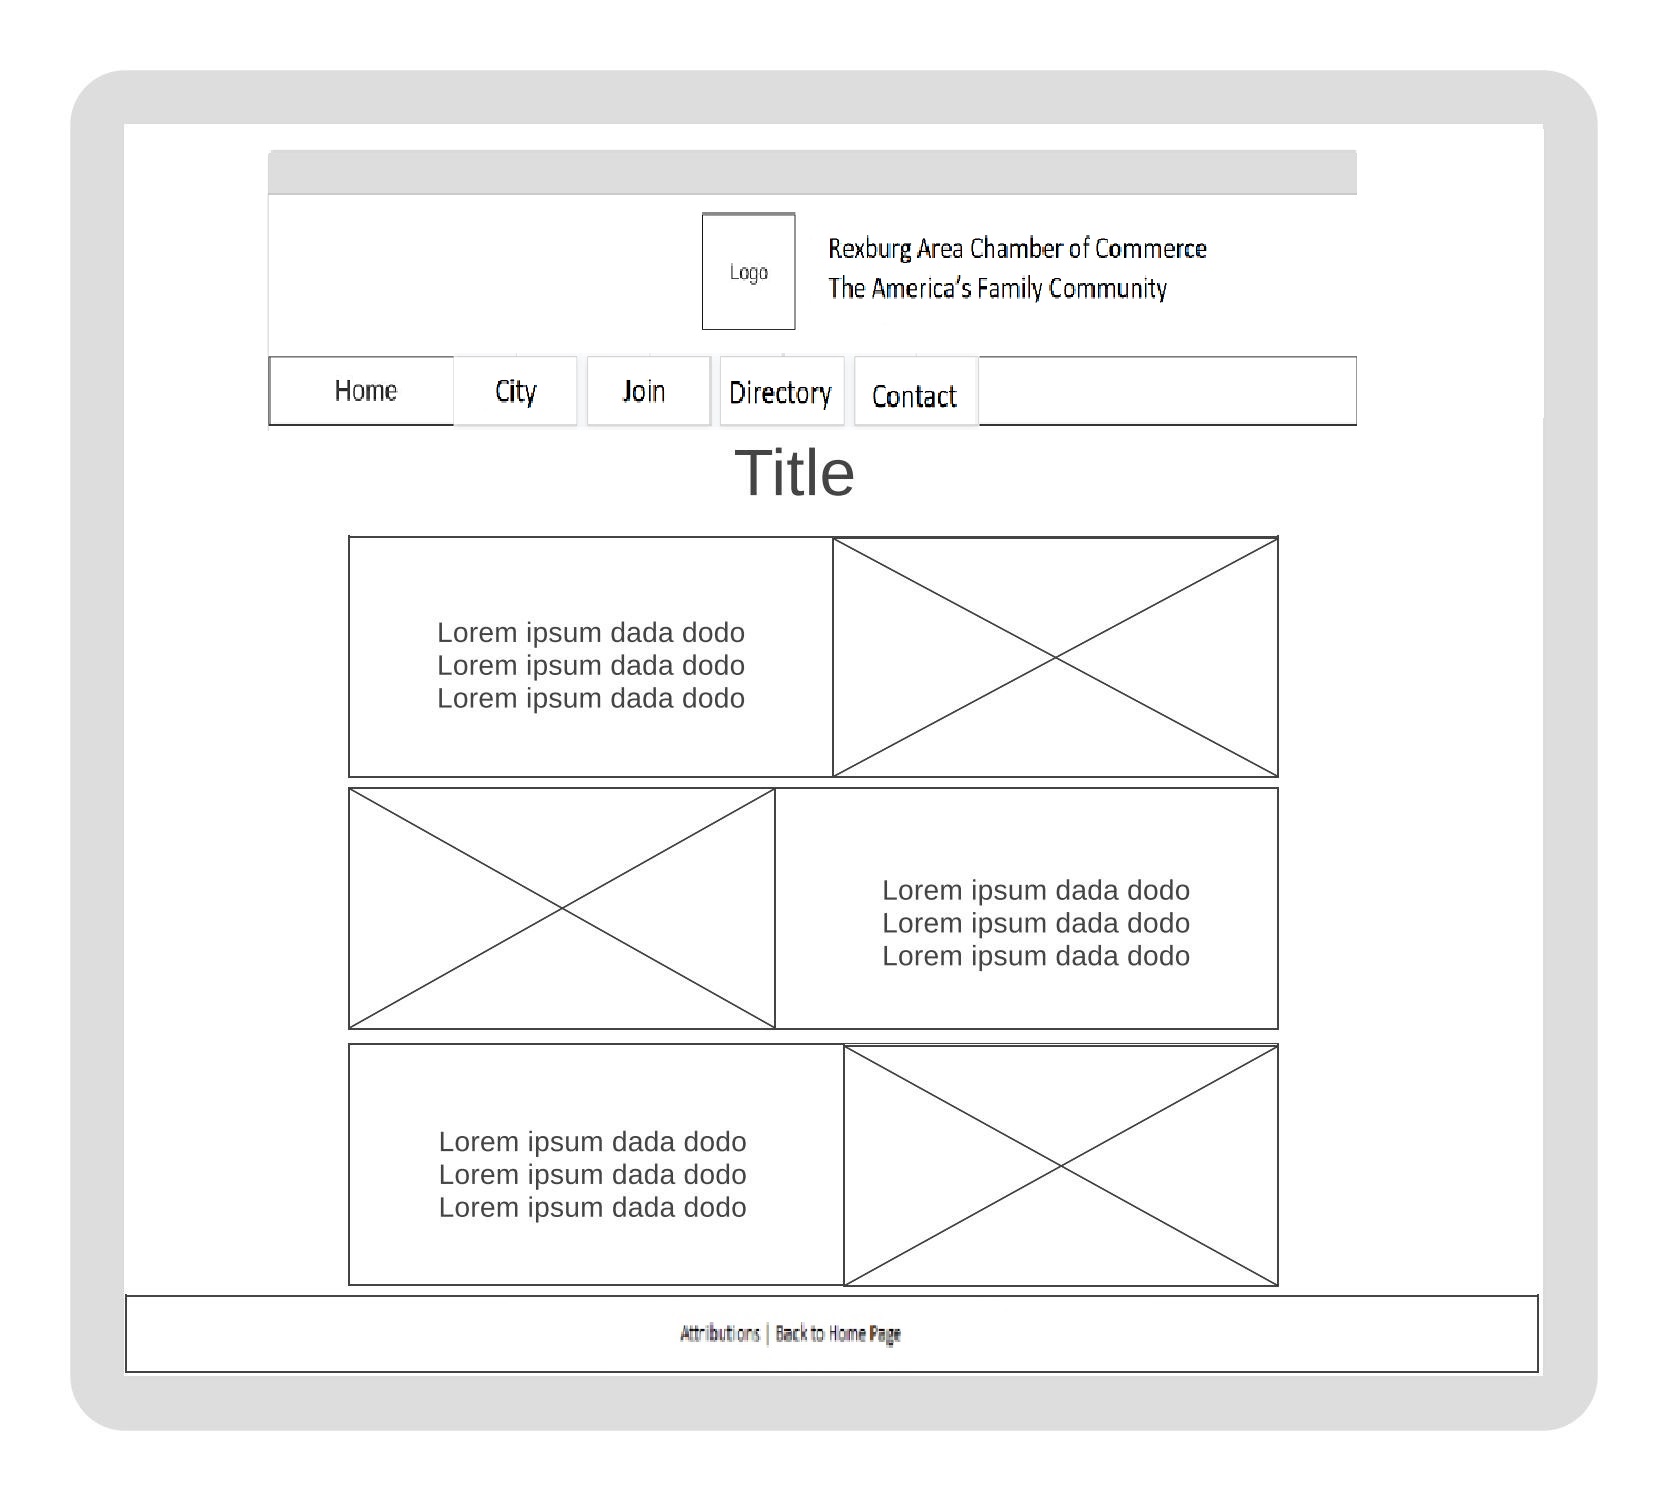 Logo
Rexburg Area Chamber of Commerce
The America's Family Community
Home City Join Directory Contact
Title
Lorem ipsum dada dodo
Lorem ipsum dada dodo
Lorem ipsum dada dodo
Lorem ipsum dada dodo
Lorem ipsum dada dodo
Lorem ipsum dada dodo
Lorem ipsum dada dodo
Lorem ipsum dada dodo
Lorem ipsum dada dodo
Attributions | Back to Home Page